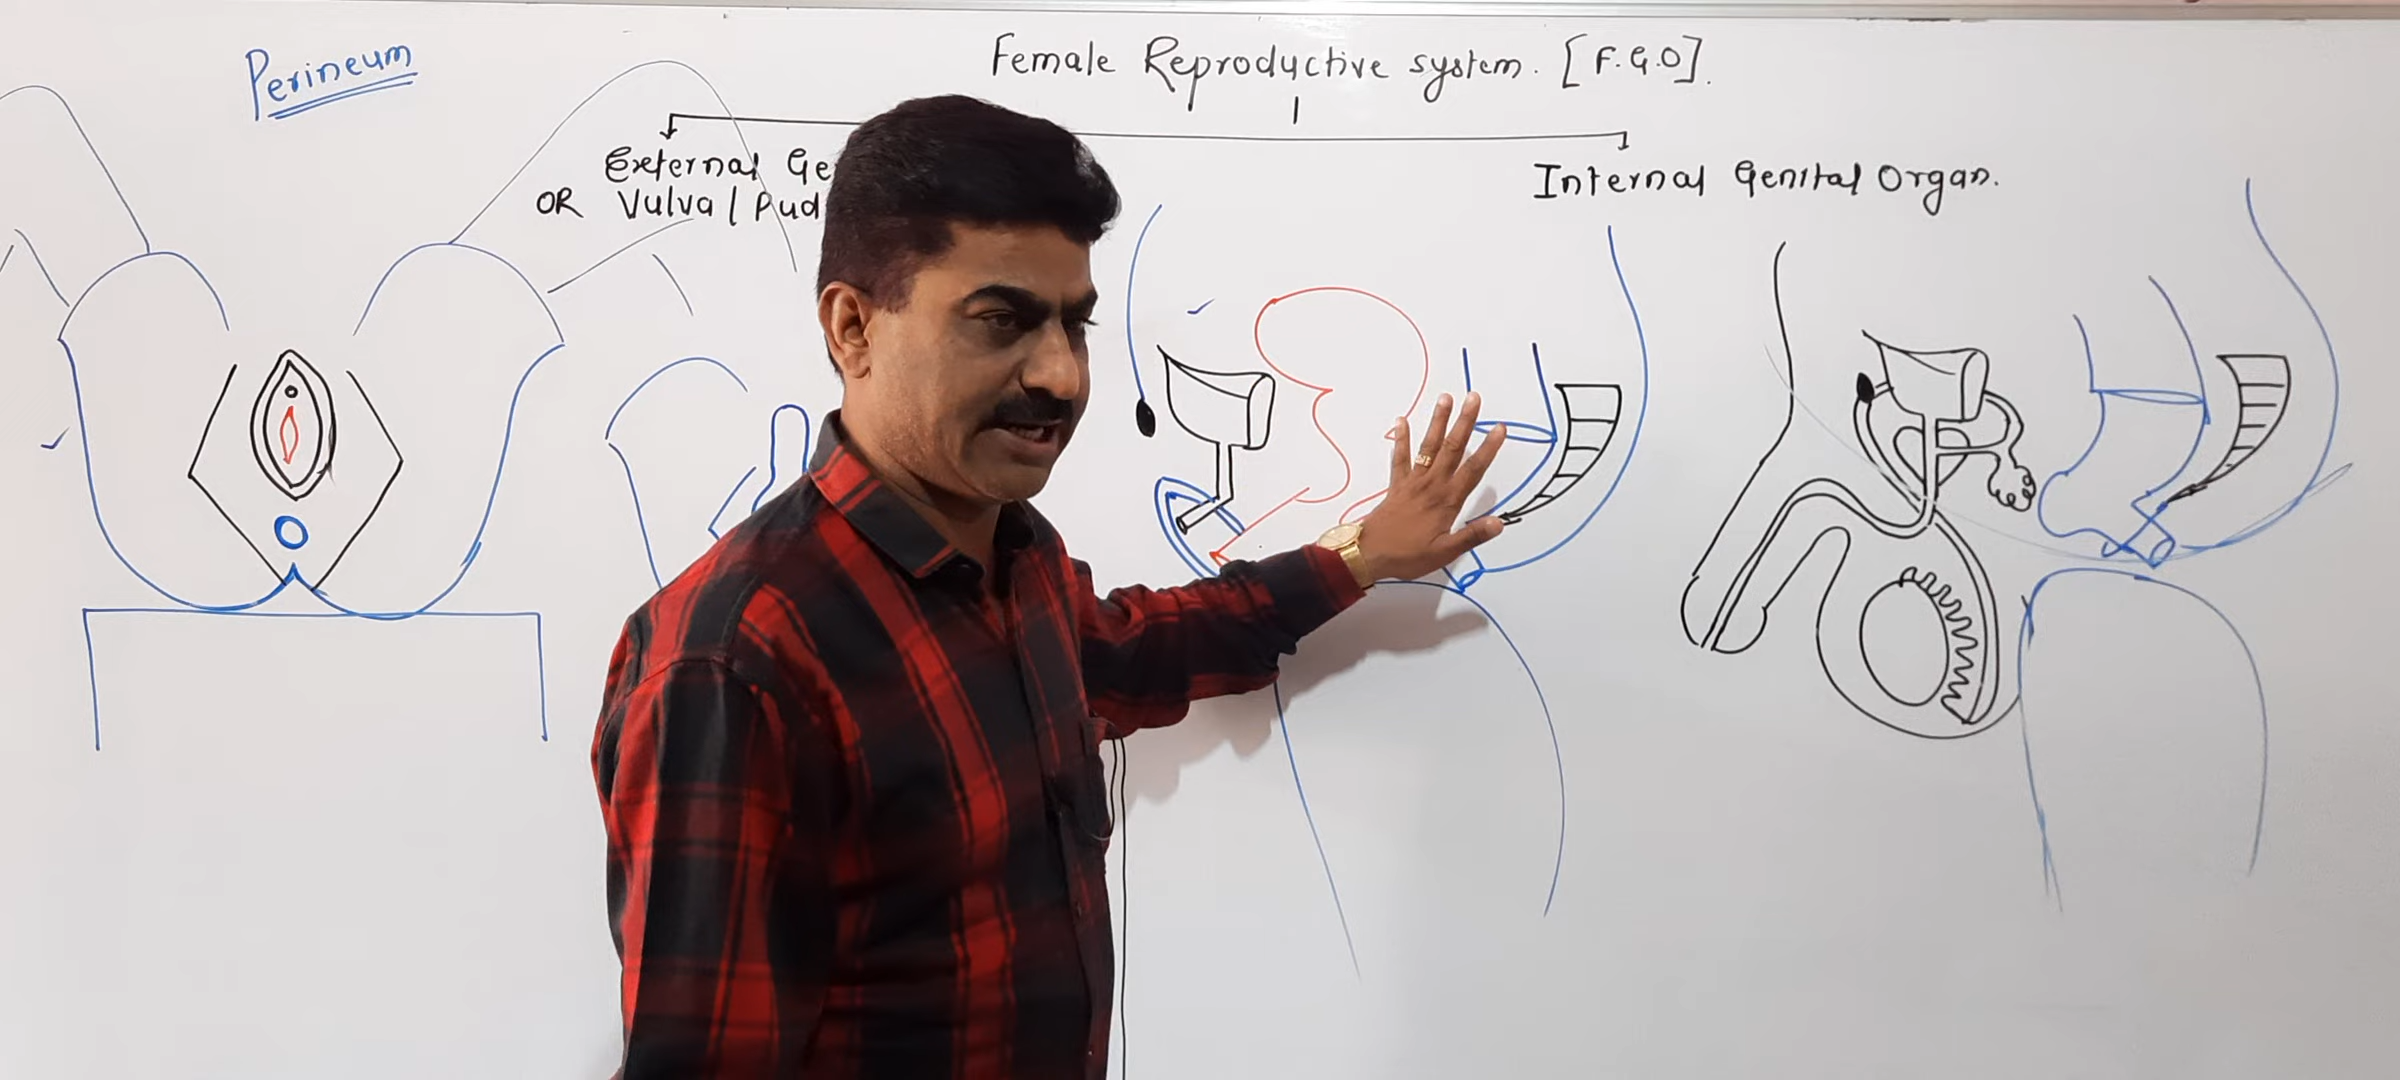 Perineum
Female Reproductive system. [F.G.O].
External Ge
OR Vulva / Pud
Internal Genital Organ.